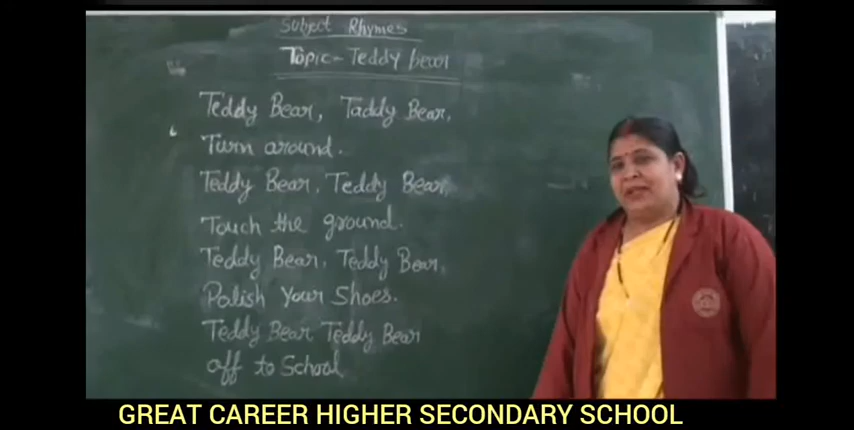 Subject Rhymes
Topic-Teddy bear
Teddy Bear, Taddy Bear,
Turn around.
Teddy Bear, Teddy Bear,
Touch the ground.
Teddy Bear, Teddy Bear,
Polish Your Shoes.
Teddy Bear Teddy Bear
off to School
GREAT CAREER HIGHER SECONDARY SCHOOL